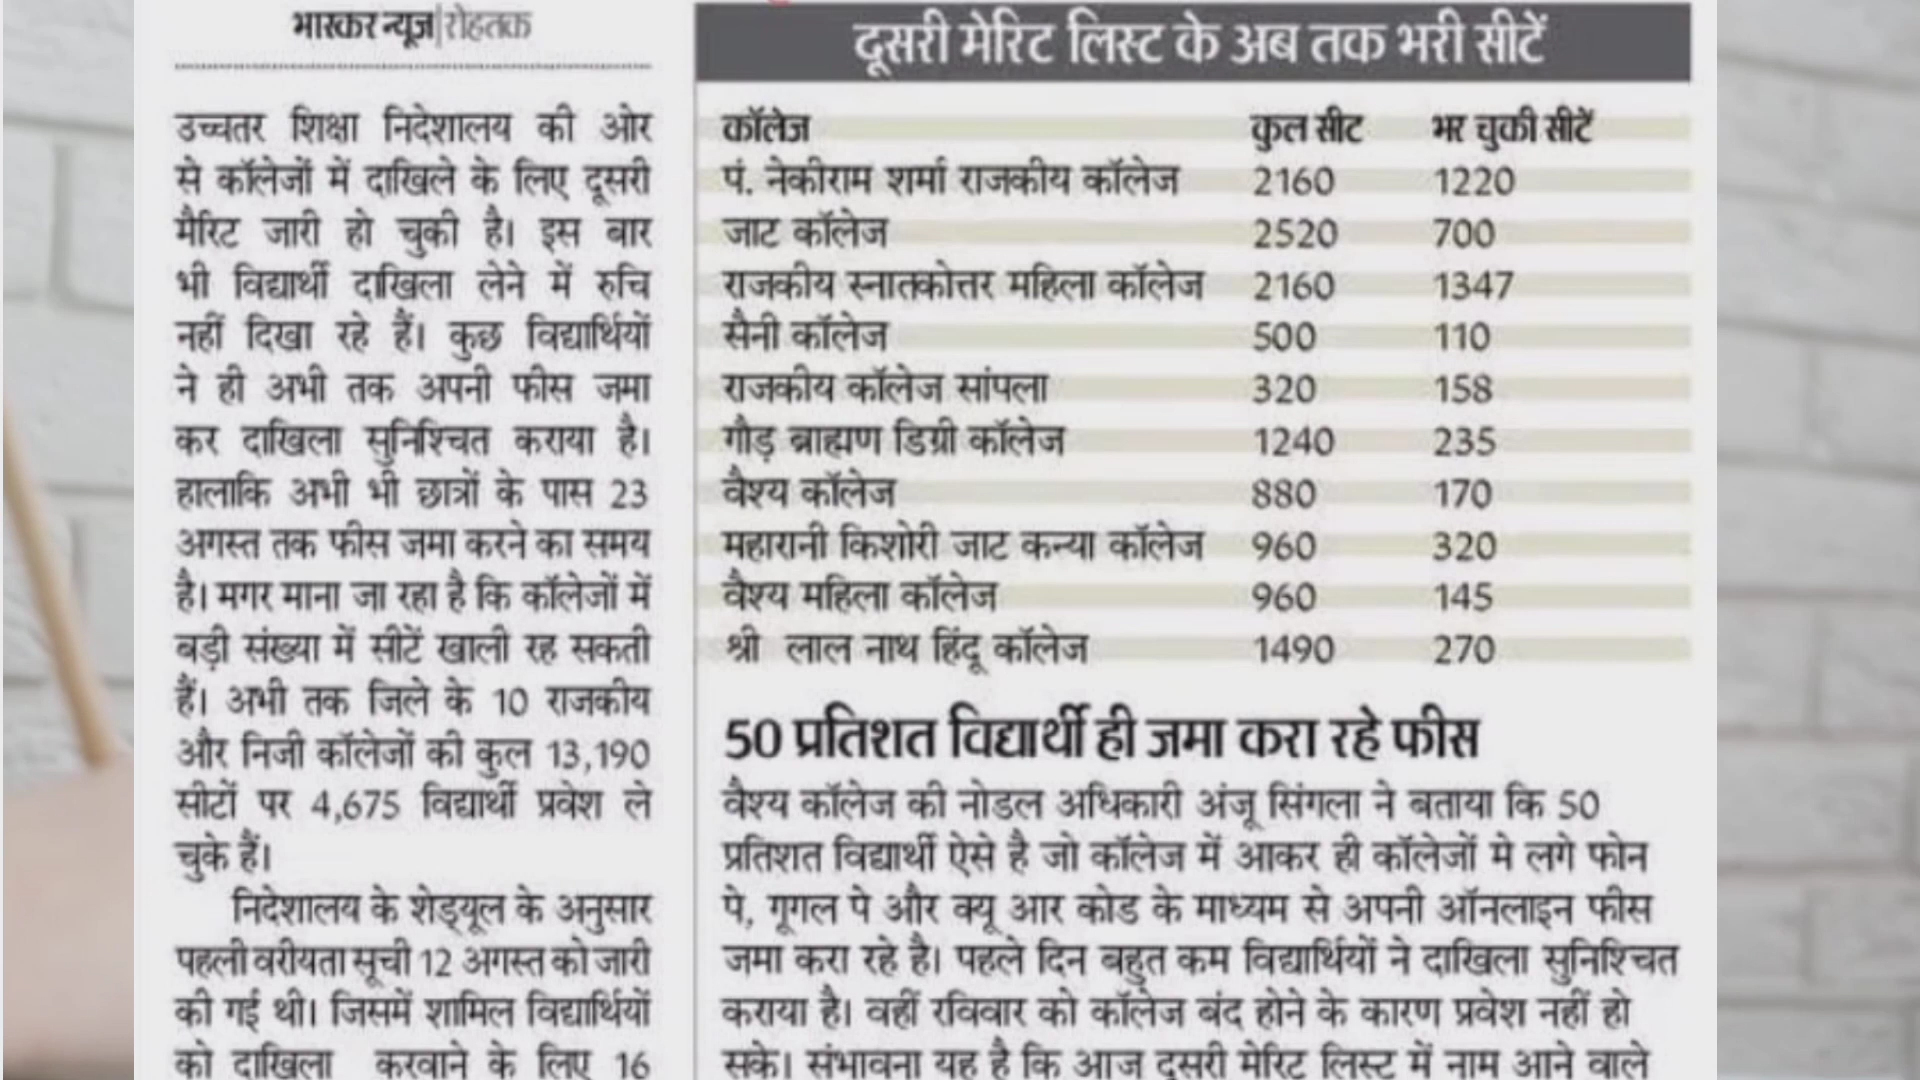 भास्कर न्यूज|रोहतक
उच्चतर शिक्षा निदेशालय की ओर
से कॉलेजों में दाखिले के लिए दूसरी
मैरिट जारी हो चुकी है। इस बार
भी विद्यार्थी दाखिला लेने में रुचि
नहीं दिखा रहे हैं। कुछ विद्यार्थियों
ने ही अभी तक अपनी फीस जमा
कर दाखिला सुनिश्चित कराया है।
हालाकि अभी भी छात्रों के पास 23
अगस्त तक फीस जमा करने का समय
है। मगर माना जा रहा है कि कॉलेजों में
बड़ी संख्या में सीटें खाली रह सकती
हैं। अभी तक जिले के 10 राजकीय
और निजी कॉलेजों की कुल 13,190
सीटों पर 4,675 विद्यार्थी प्रवेश ले
चुके हैं।
निदेशालय के शेड्यूल के अनुसार
पहली वरीयता सूची 12 अगस्त को जारी
की गई थी। जिसमें शामिल विद्यार्थियों
को दाखिला करवाने के लिए 16
दूसरी मेरिट लिस्ट के अब तक भरी सीटें
कॉलेज कुल सीट भर चुकी सीटें
पं. नेकीराम शर्मा राजकीय कॉलेज 2160 1220
जाट कॉलेज 2520 700
राजकीय स्नातकोत्तर महिला कॉलेज 2160 1347
सैनी कॉलेज 500 110
राजकीय कॉलेज सांपला 320 158
गौड़ ब्राह्मण डिग्री कॉलेज 1240 235
वैश्य कॉलेज 880 170
महारानी किशोरी जाट कन्या कॉलेज 960 320
वैश्य महिला कॉलेज 960 145
श्री लाल नाथ हिंदू कॉलेज 1490 270
50 प्रतिशत विद्यार्थी ही जमा करा रहे फीस
वैश्य कॉलेज की नोडल अधिकारी अंजू सिंगला ने बताया कि 50
प्रतिशत विद्यार्थी ऐसे है जो कॉलेज में आकर ही कॉलेजों मे लगे फोन
पे, गूगल पे और क्यू आर कोड के माध्यम से अपनी ऑनलाइन फीस
जमा करा रहे है। पहले दिन बहुत कम विद्यार्थियों ने दाखिला सुनिश्चित
कराया है। वहीं रविवार को कॉलेज बंद होने के कारण प्रवेश नहीं हो
सके। संभावना यह है कि आज दूसरी मेरिट लिस्ट में नाम आने वाले